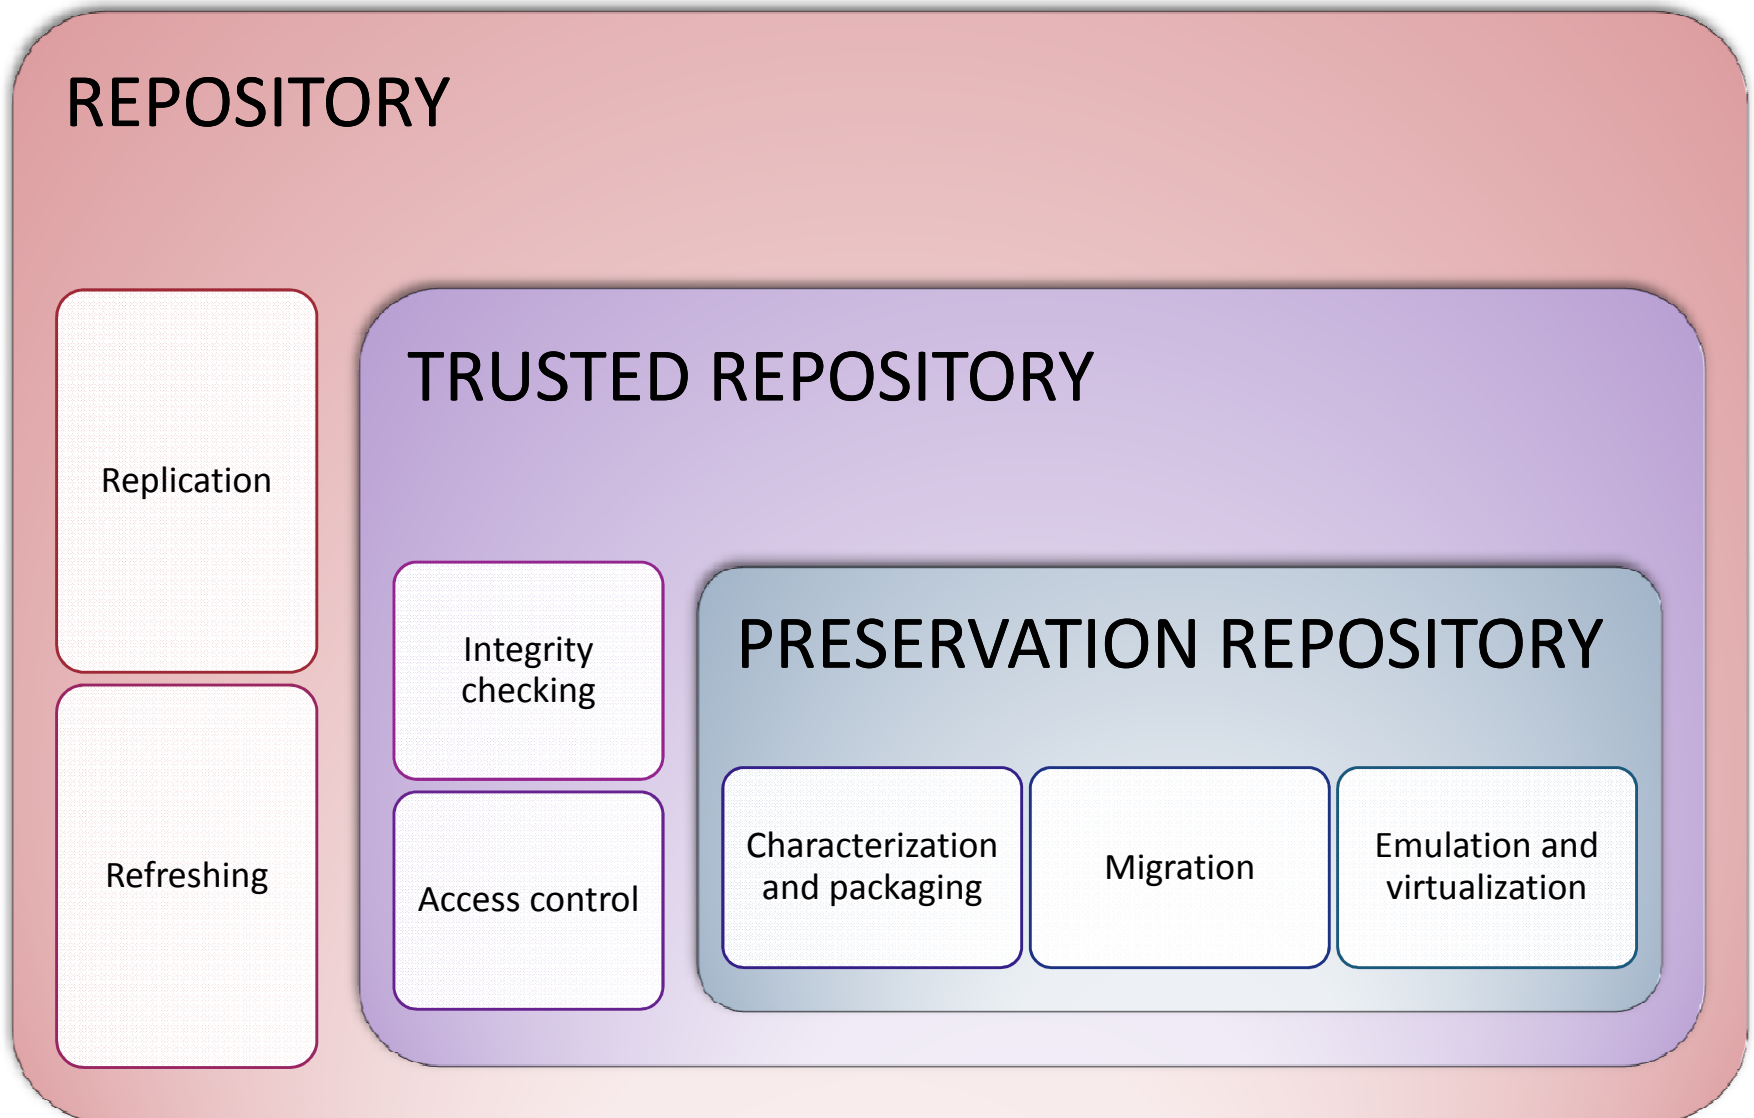 REPOSITORY
Replication
Refreshing
TRUSTED REPOSITORY
Integrity
checking
Access control
PRESERVATION REPOSITORY
Characterization
and packaging
Migration
Emulation and
virtualization